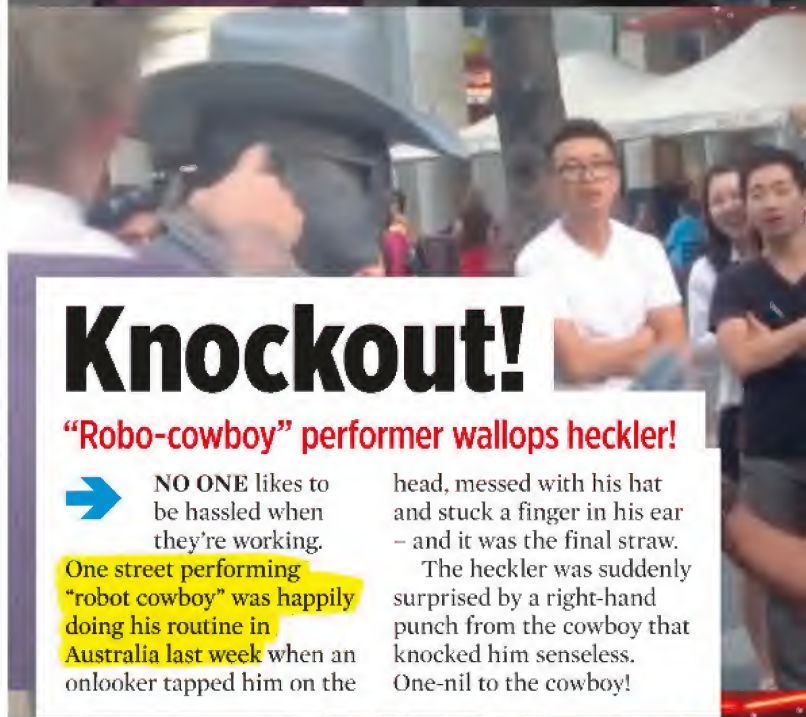 Knockout!
“Robo-cowboy” performer wallops heckler!
NO ONE likes to
be hassled when
they're working.
One street performing
“robot cowboy” was happily
doing his routine in
Australia last week when an
onlooker tapped him on the
head, messed with his hat
and stuck a finger in his ear
– and it was the final straw.
The heckler was suddenly
surprised by a right-hand
punch from the cowboy that
knocked him senseless.
One-nil to the cowboy!